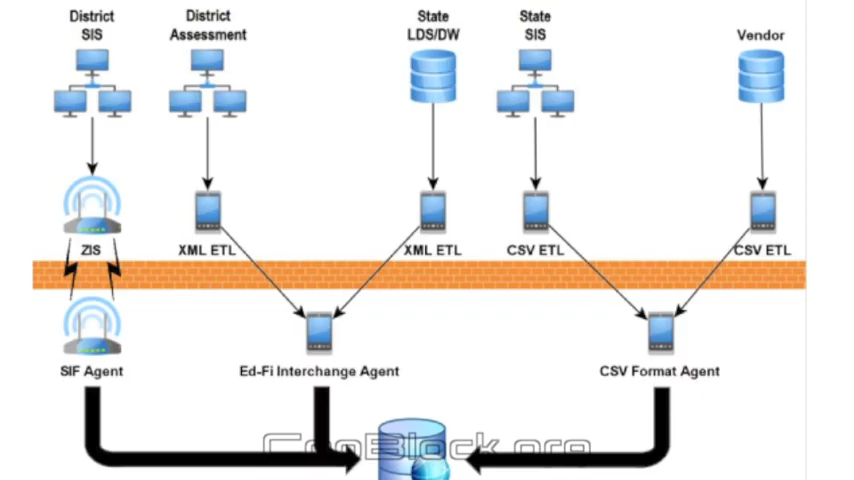 District
SIS
District
Assessment
State
LDS/DW
State
SIS
Vendor
ZIS
XML ETL
XML ETL
CSV ETL
CSV ETL
SIF Agent
Ed-Fi Interchange Agent
CSV Format Agent